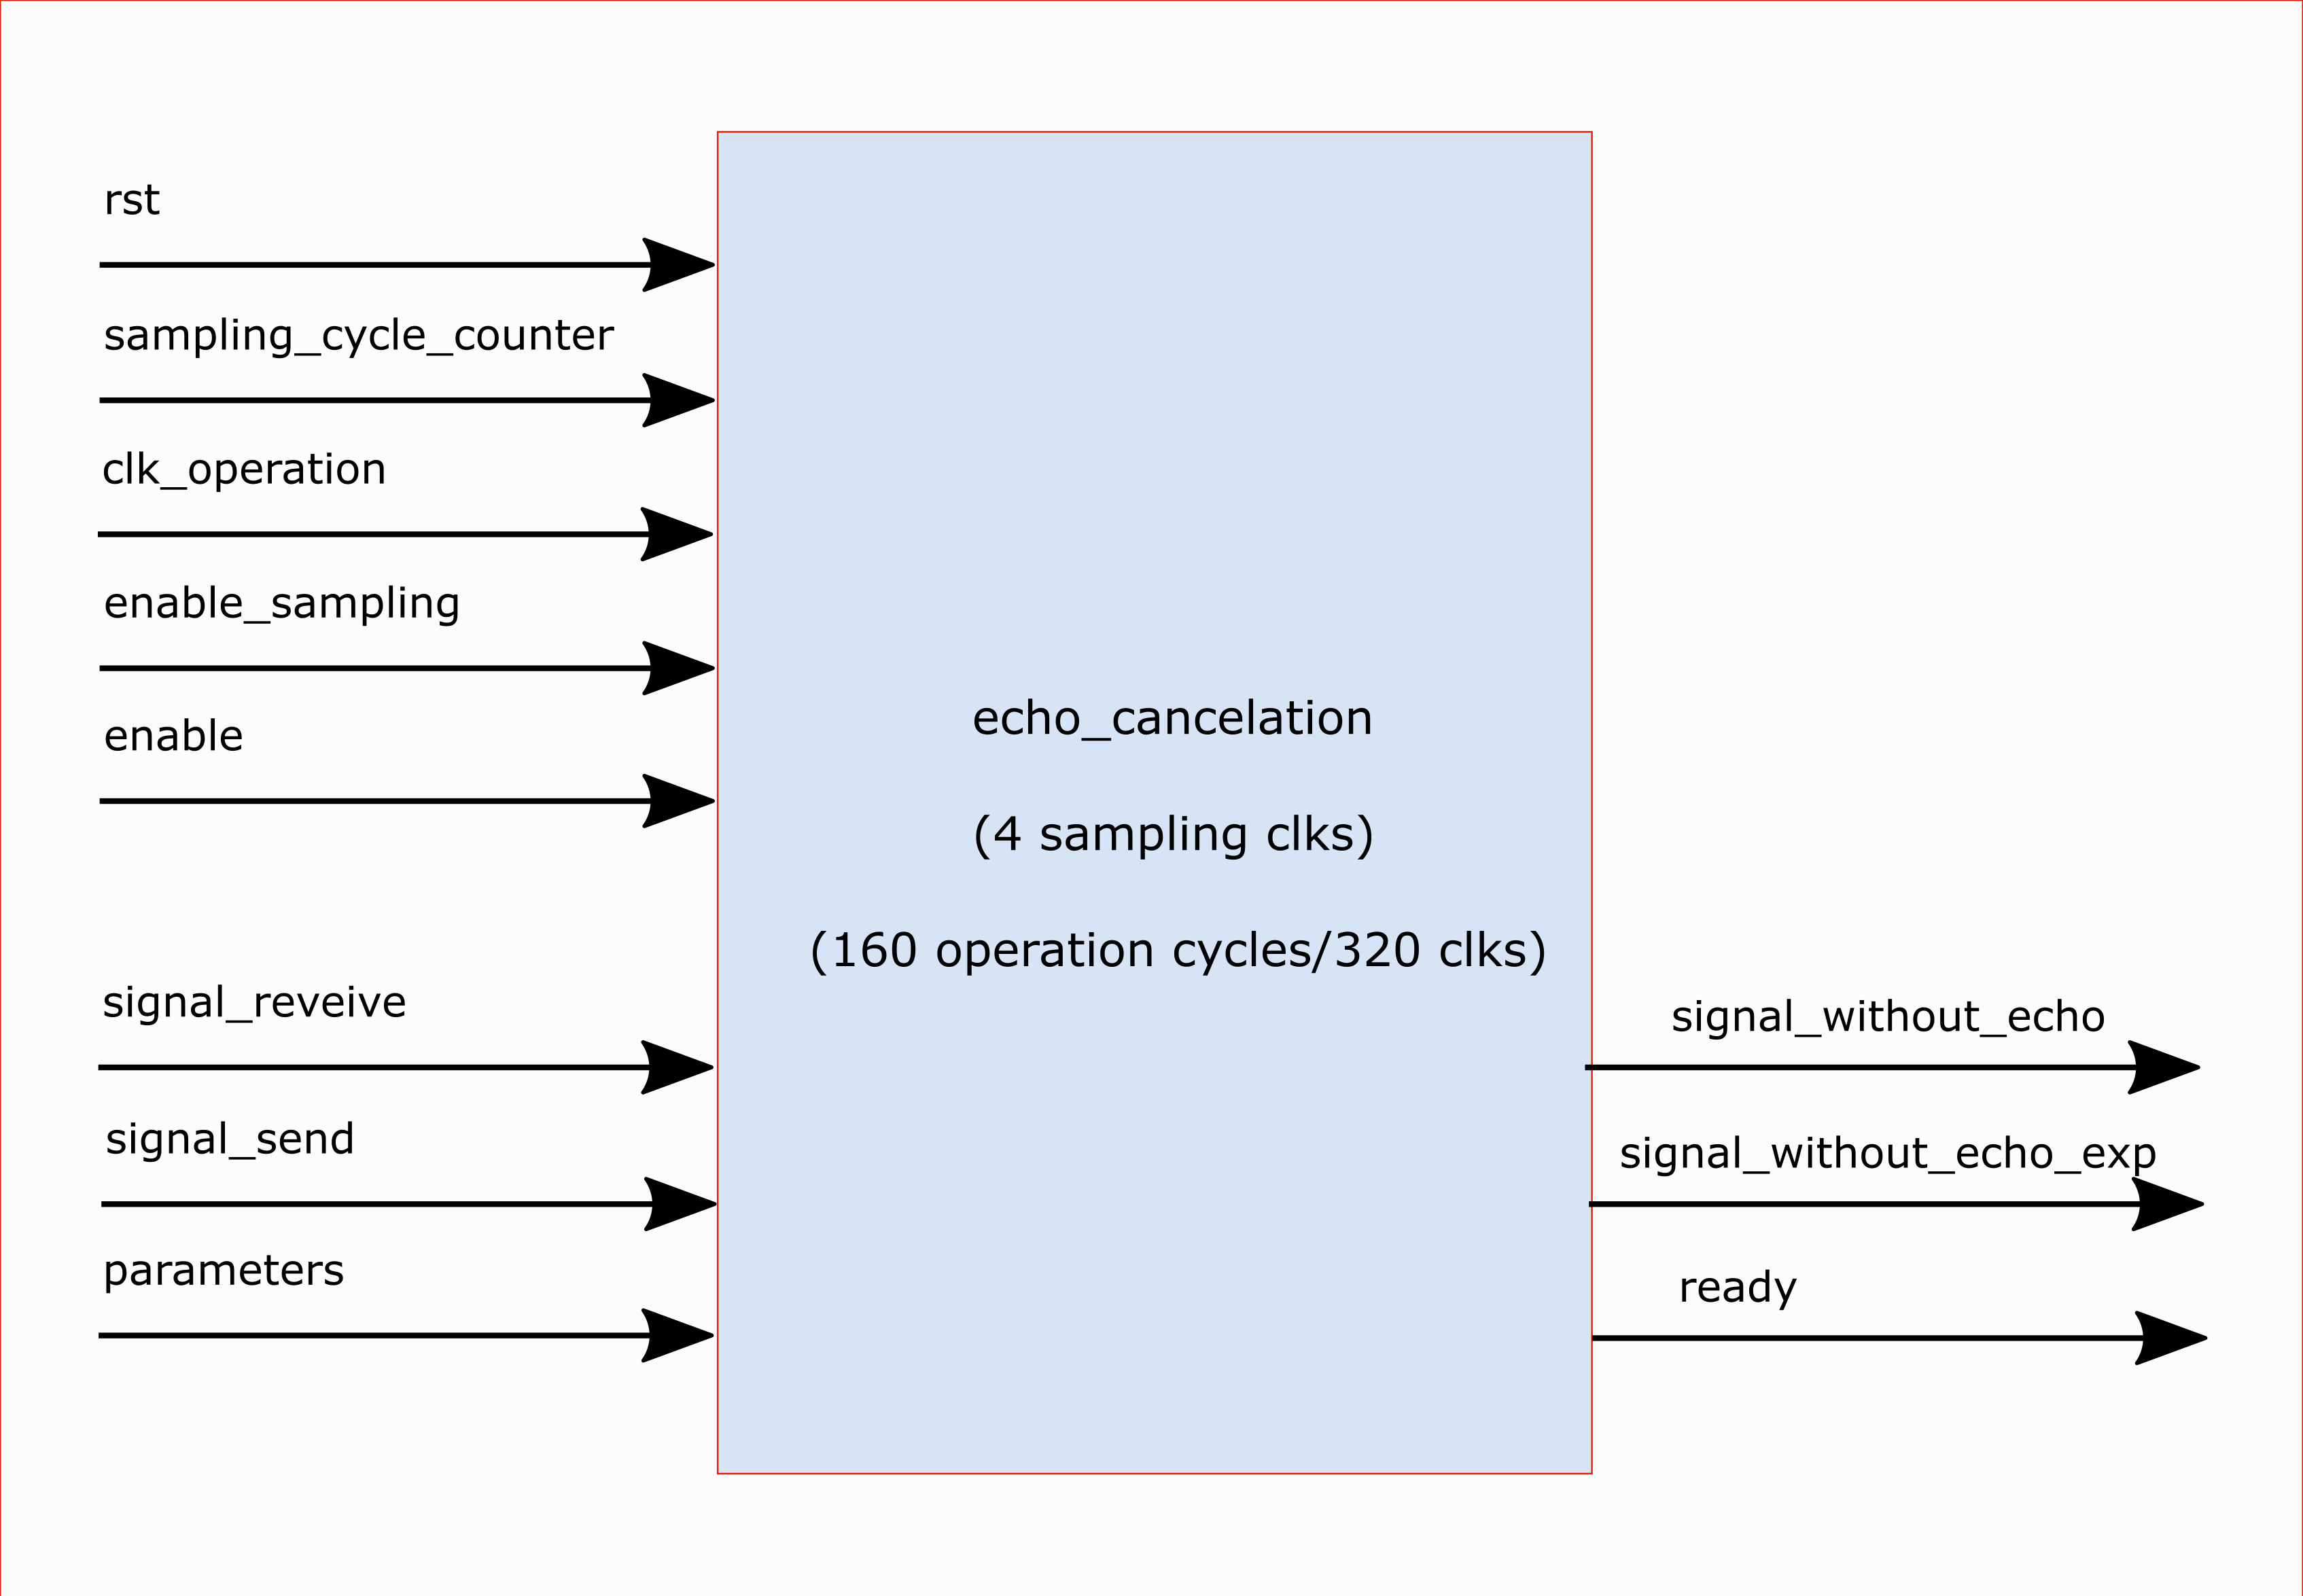 rst
sampling_cycle_counter
clk_operation
enable_sampling
enable
signal_reveive
signal_send
parameters
echo_cancelation
(4 sampling clks)
(160 operation cycles/320 clks)
signal_without_echo
signal_without_echo_exp
ready